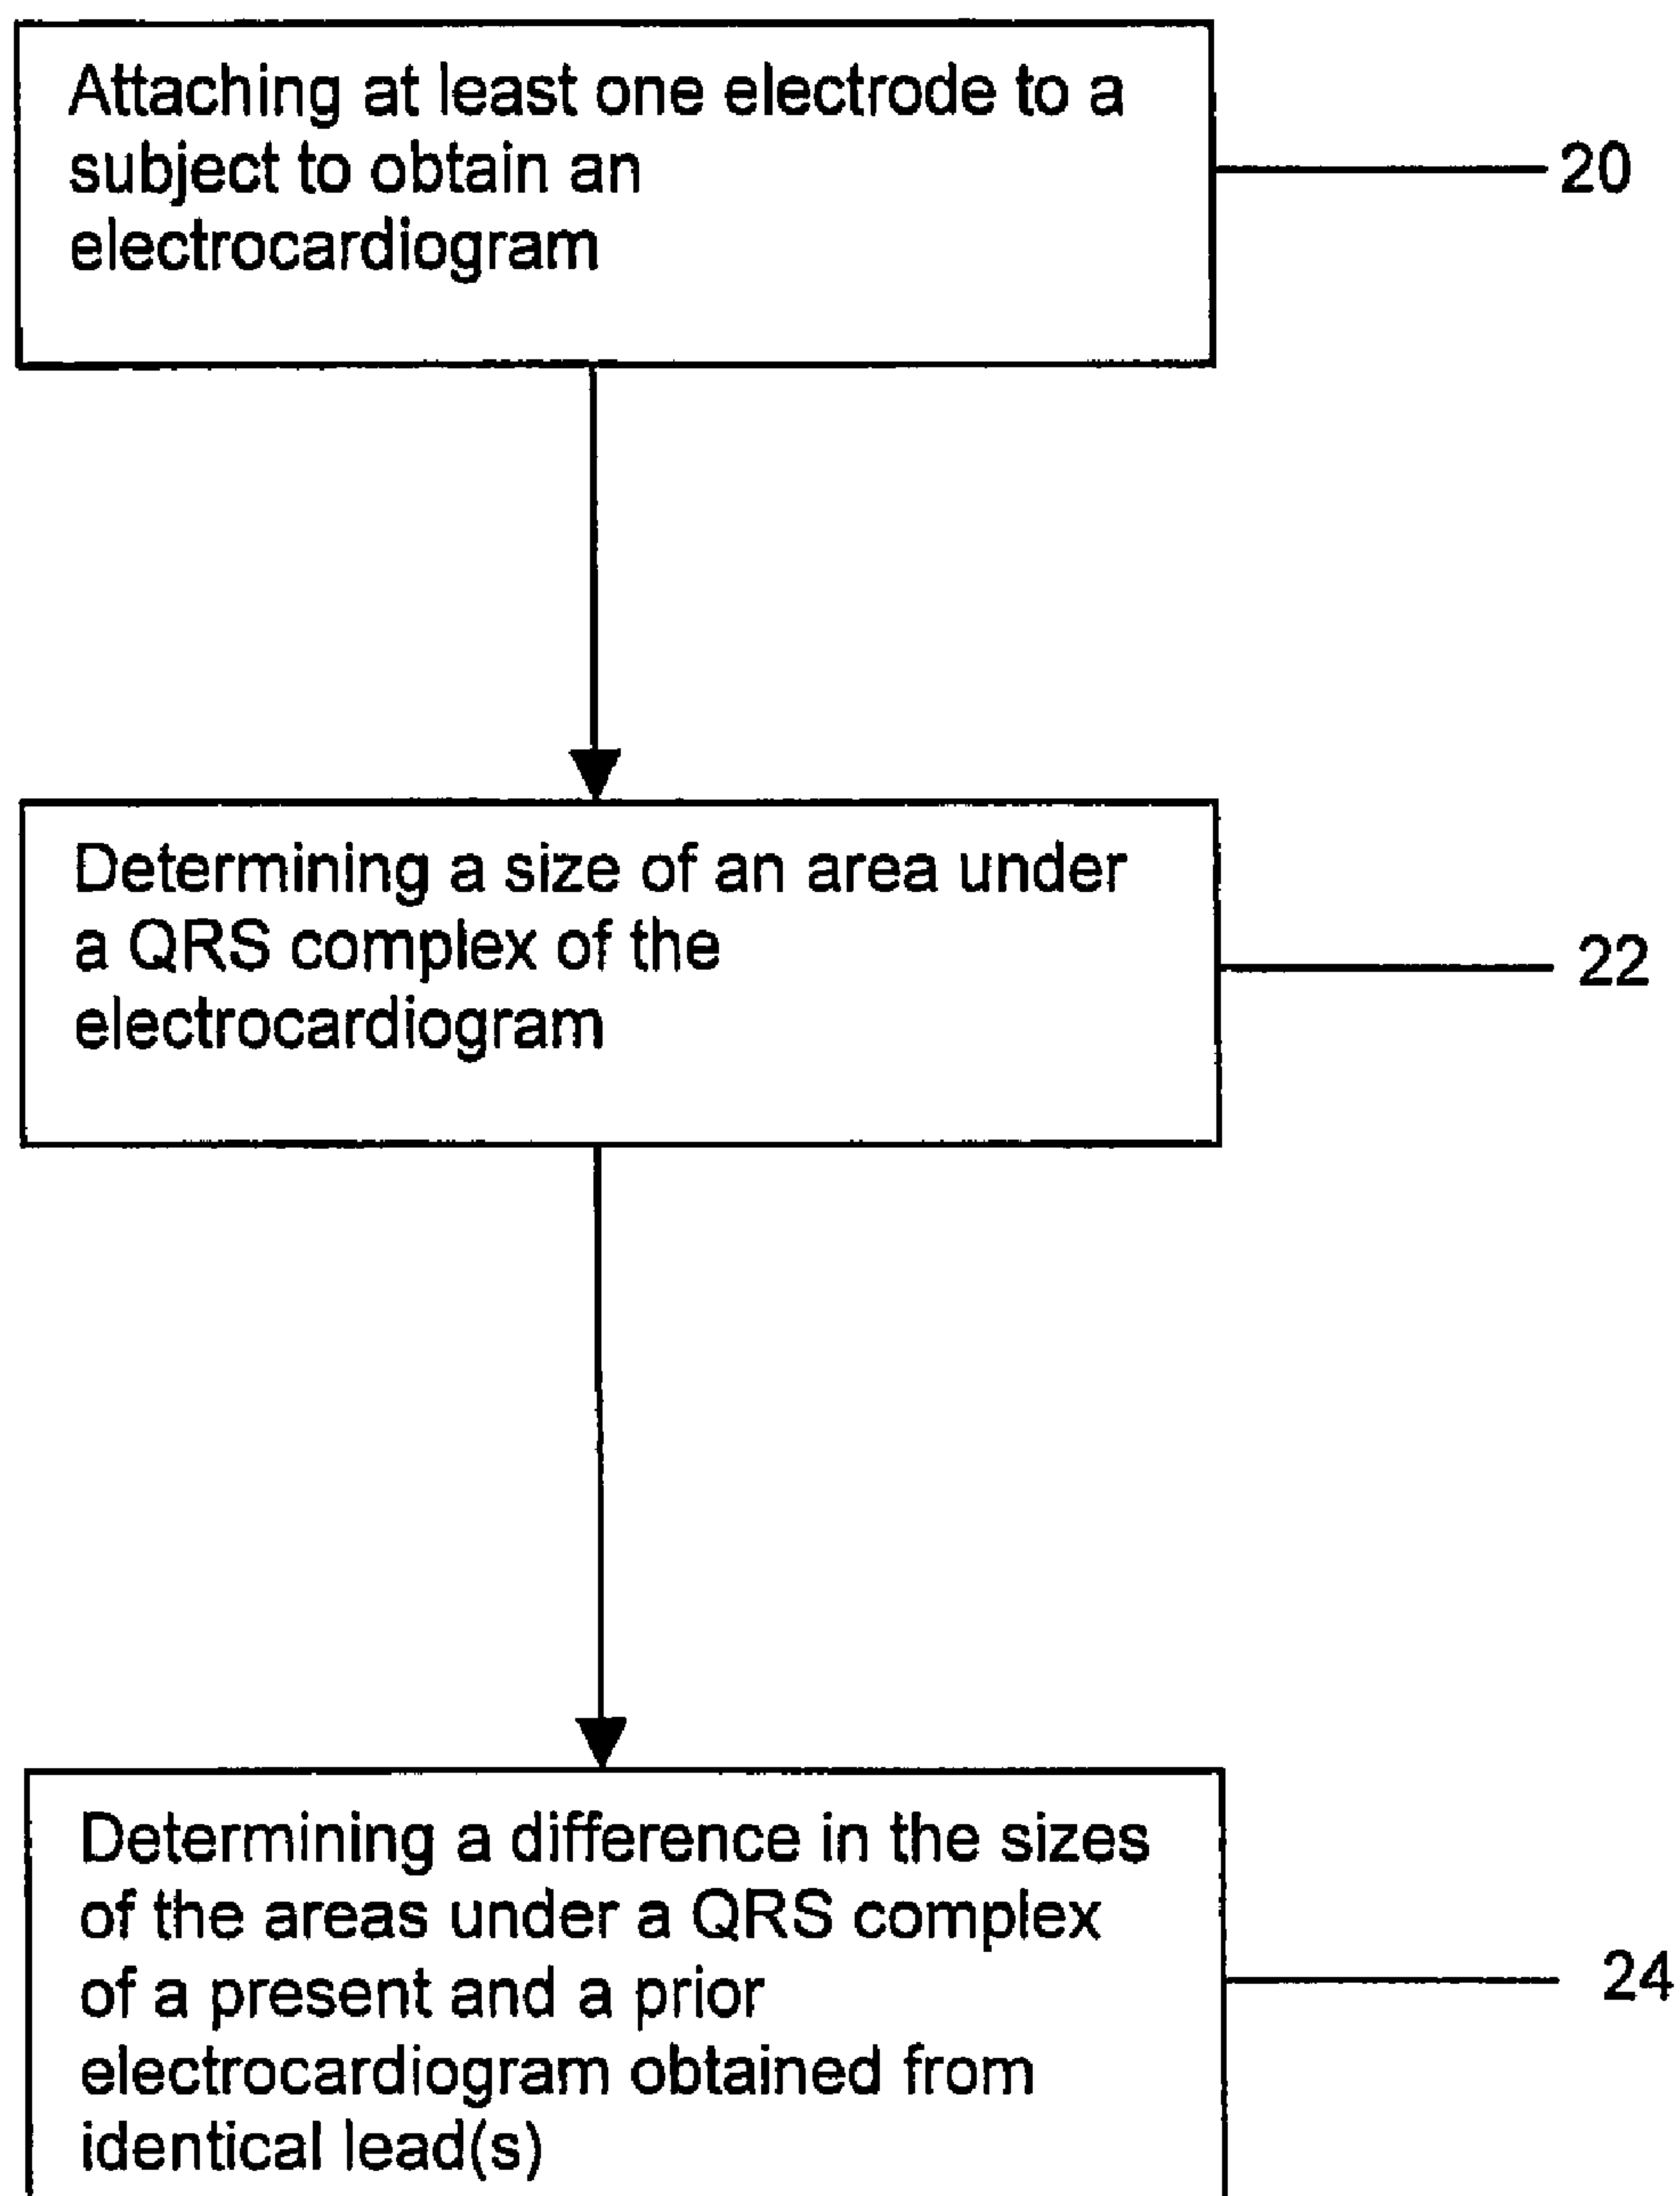 Attaching at least one electrode to a
subject to obtain an
electrocardiogram
20
Determining a size of an area under
a QRS complex of the
electrocardiogram
22
Determining a difference in the sizes
of the areas under a QRS complex
of a present and a prior
electrocardiogram obtained from
identical lead(s)
24